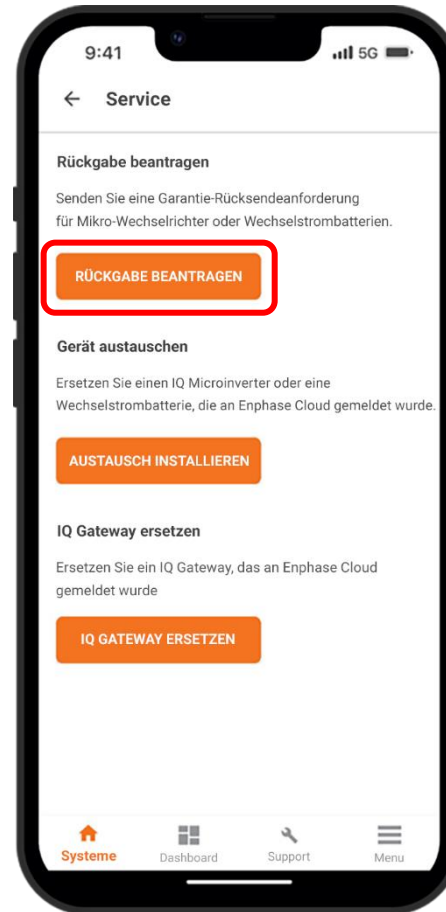 9:41
5G
Service
Rückgabe beantragen
Senden Sie eine Garantie-Rücksendeanforderung
für Mikro-Wechselrichter oder Wechselstrombatterien.
RÜCKGABE BEANTRAGEN
Gerät austauschen
Ersetzen Sie einen IQ Microinverter oder eine
Wechselstrombatterie, die an Enphase Cloud gemeldet wurde.
AUSTAUSCH INSTALLIEREN
IQ Gateway ersetzen
Ersetzen Sie ein IQ Gateway, das an Enphase Cloud
gemeldet wurde
IQ GATEWAY ERSETZEN
Systeme Dashboard Support Menu